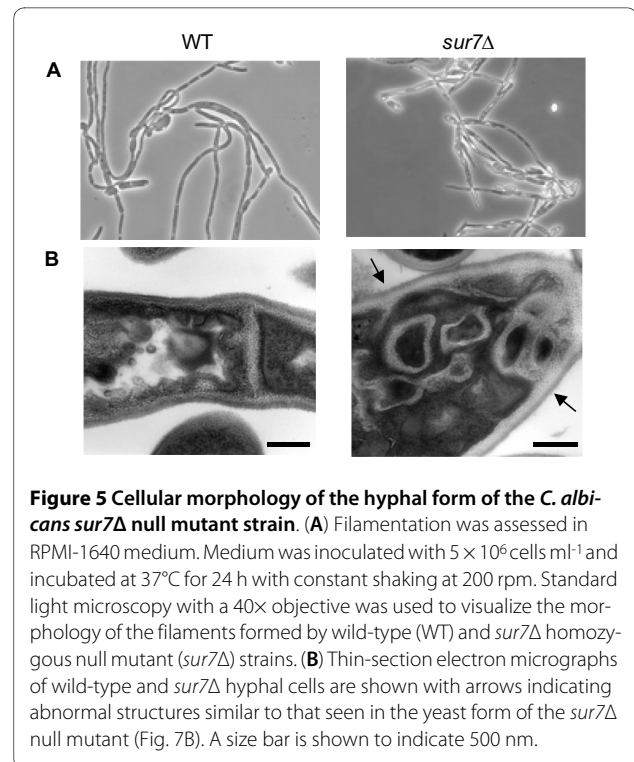 WT
sur7Δ
A
B
Figure 5 Cellular morphology of the hyphal form of the C. albi-
cans sur7Δ null mutant strain. (A) Filamentation was assessed in
RPMI-1640 medium. Medium was inoculated with 5 × 10⁶ cells ml⁻¹ and
incubated at 37°C for 24 h with constant shaking at 200 rpm. Standard
light microscopy with a 40× objective was used to visualize the mor-
phology of the filaments formed by wild-type (WT) and sur7Δ homozy-
gous null mutant (sur7Δ) strains. (B) Thin-section electron micrographs
of wild-type and sur7Δ hyphal cells are shown with arrows indicating
abnormal structures similar to that seen in the yeast form of the sur7Δ
null mutant (Fig. 7B). A size bar is shown to indicate 500 nm.